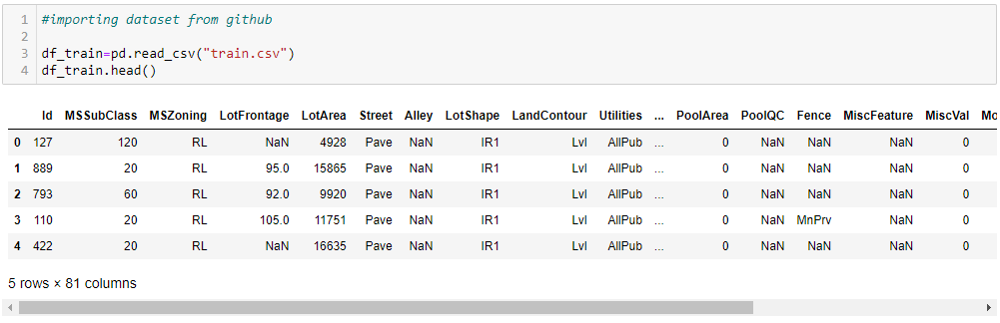 1 #importing dataset from github
2
3 df_train=pd.read_csv("train.csv")
4 df_train.head()
Id MSSubClass MSZoning LotFrontage LotArea Street Alley LotShape LandContour Utilities ... PoolArea PoolQC Fence MiscFeature MiscVal Mo
0 127 120 RL NaN 4928 Pave NaN IR1 Lvl AllPub ... 0 NaN NaN NaN 0
1 889 20 RL 95.0 15865 Pave NaN IR1 Lvl AllPub ... 0 NaN NaN NaN 0
2 793 60 RL 92.0 9920 Pave NaN IR1 Lvl AllPub ... 0 NaN NaN NaN 0
3 110 20 RL 105.0 11751 Pave NaN IR1 Lvl AllPub ... 0 NaN MnPrv NaN 0
4 422 20 RL NaN 16635 Pave NaN IR1 Lvl AllPub ... 0 NaN NaN NaN 0
5 rows × 81 columns